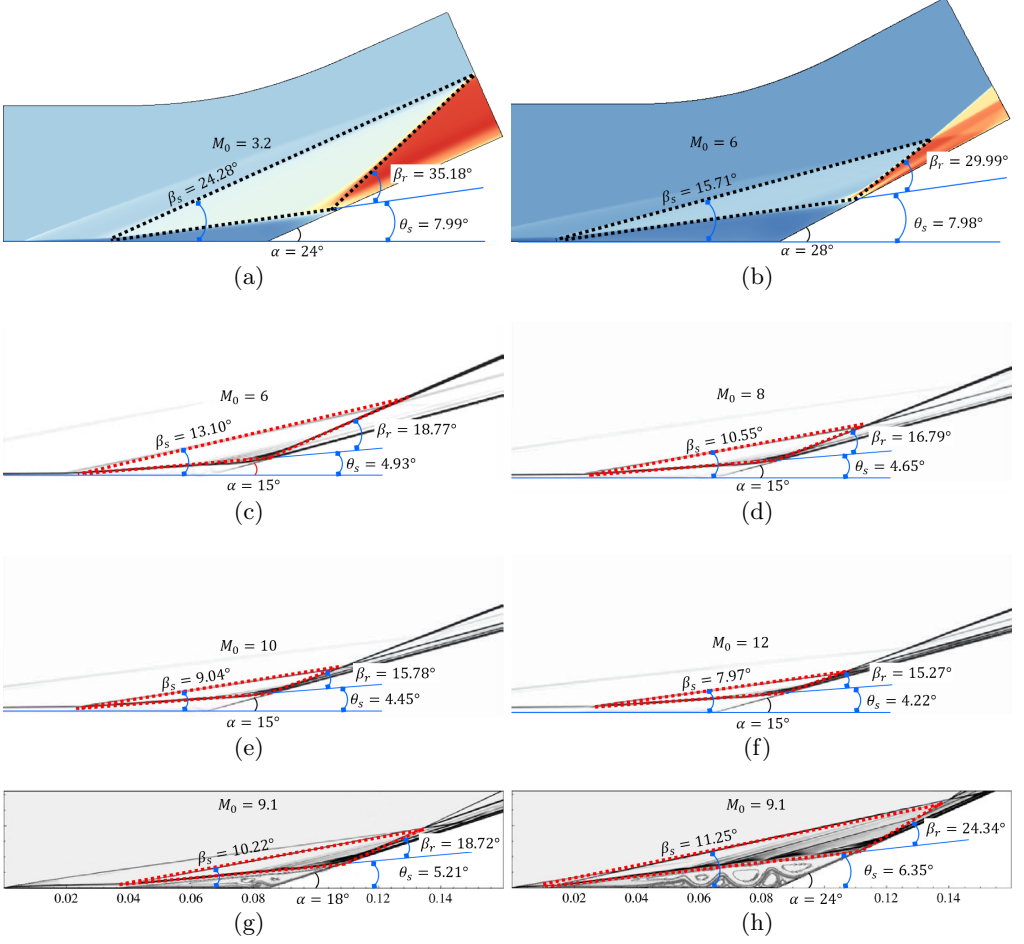 M₀ = 3.2
βₛ = 24.28°
βᵣ = 35.18°
θₛ = 7.99°
α = 24°
(a)
M₀ = 6
βₛ = 15.71°
βᵣ = 29.99°
θₛ = 7.98°
α = 28°
(b)
M₀ = 6
βₛ = 13.10°
βᵣ = 18.77°
θₛ = 4.93°
α = 15°
(c)
M₀ = 8
βₛ = 10.55°
βᵣ = 16.79°
θₛ = 4.65°
α = 15°
(d)
M₀ = 10
βₛ = 9.04°
βᵣ = 15.78°
θₛ = 4.45°
α = 15°
(e)
M₀ = 12
βₛ = 7.97°
βᵣ = 15.27°
θₛ = 4.22°
α = 15°
(f)
M₀ = 9.1
βₛ = 10.22°
βᵣ = 18.72°
θₛ = 5.21°
α = 18°
0.02 0.04 0.06 0.08 0.12 0.14
(g)
M₀ = 9.1
βₛ = 11.25°
βᵣ = 24.34°
θₛ = 6.35°
α = 24°
0.02 0.04 0.06 0.08 0.12 0.14
(h)